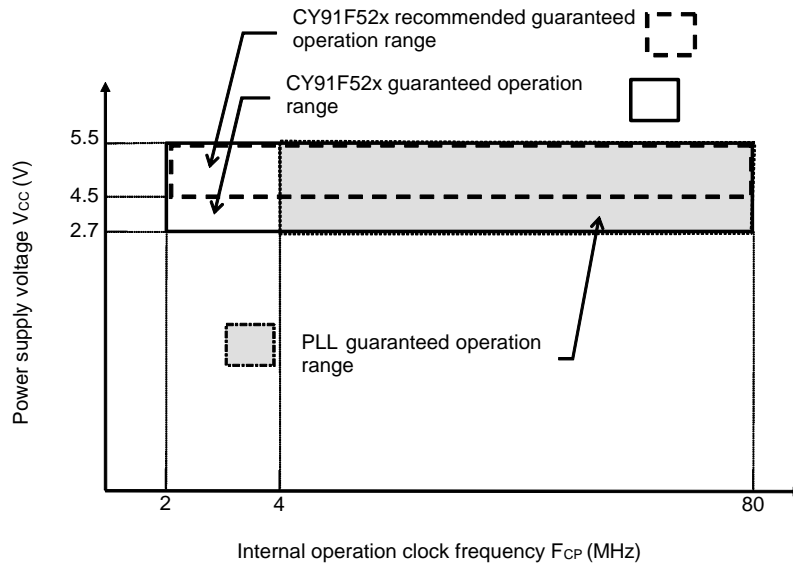 CY91F52x recommended guaranteed
operation range
CY91F52x guaranteed operation
range
5.5
4.5
2.7
Power supply voltage VCC (V)
PLL guaranteed operation
range
2
4
80
Internal operation clock frequency FCP (MHz)